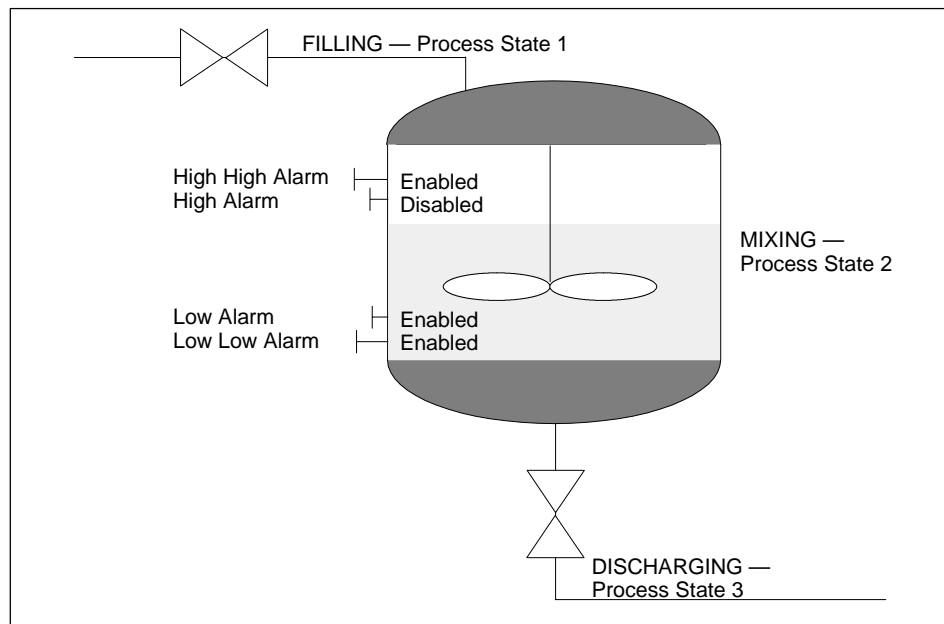 FILLING — Process State 1
High High Alarm
Enabled
High Alarm
Disabled
MIXING —
Process State 2
Low Alarm
Enabled
Low Low Alarm
Enabled
DISCHARGING —
Process State 3